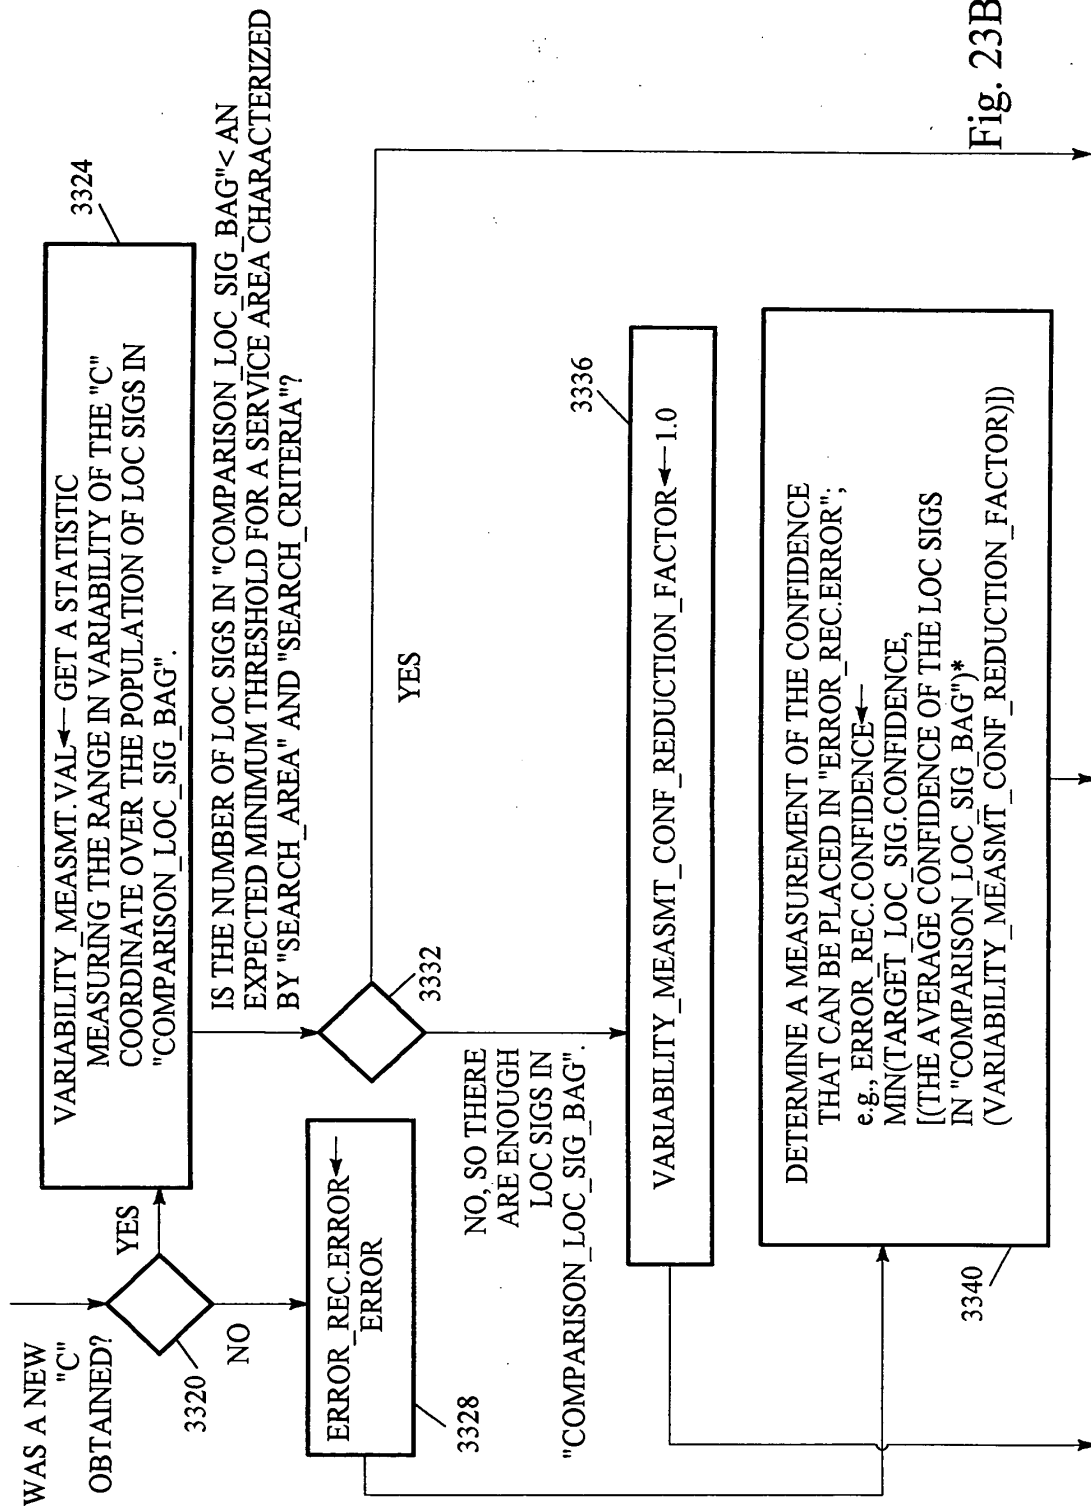 WAS A NEW
"C"
OBTAINED?
3320
YES
NO
VARIABILITY_MEASMT.VAL ← GET A STATISTIC
MEASURING THE RANGE IN VARIABILITY OF THE "C"
COORDINATE OVER THE POPULATION OF LOC SIGS IN
"COMPARISON_LOC_SIG_BAG".
3324
ERROR_REC.ERROR ←
ERROR
3328
IS THE NUMBER OF LOC SIGS IN "COMPARISON_LOC_SIG_BAG"< AN
EXPECTED MINIMUM THRESHOLD FOR A SERVICE AREA CHARACTERIZED
BY "SEARCH_AREA" AND "SEARCH_CRITERIA"?
3332
YES
NO, SO THERE
ARE ENOUGH
LOC SIGS IN
"COMPARISON_LOC_SIG_BAG".
3336
VARIABILITY_MEASMT_CONF_REDUCTION_FACTOR ← 1.0
DETERMINE A MEASUREMENT OF THE CONFIDENCE
THAT CAN BE PLACED IN "ERROR_REC.ERROR";
e.g., ERROR_REC.CONFIDENCE ←
MIN(TARGET_LOC_SIG.CONFIDENCE,
[(THE AVERAGE CONFIDENCE OF THE LOC SIGS
IN "COMPARISON_LOC_SIG_BAG")*
(VARIABILITY_MEASMT_CONF_REDUCTION_FACTOR)])
3340
Fig. 23B